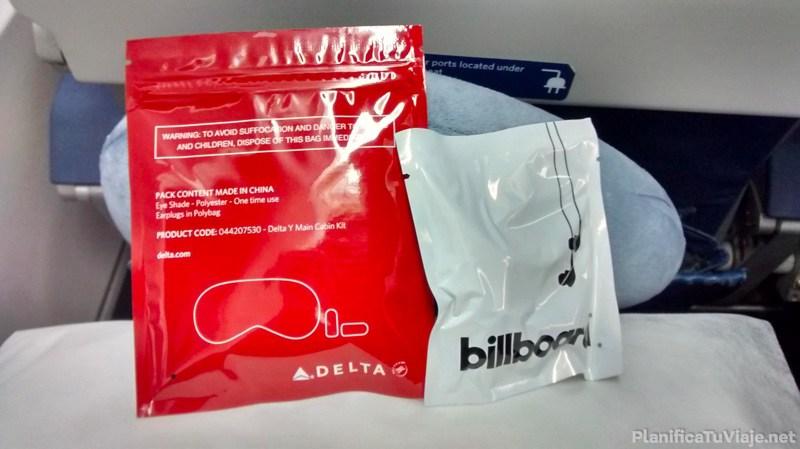 ports located under
WARNING: TO AVOID SUFFOCATION AND DANGER TO
AND CHILDREN, DISPOSE OF THIS BAG
PACK CONTENT MADE IN CHINA
Eye Shade - Polyester - One time use
Earplugs in Polybag
PRODUCT CODE: 044207530 - Delta Y Main Cabin Kit
delta.com
DELTA
billboard
PlanificaTuViaje.net